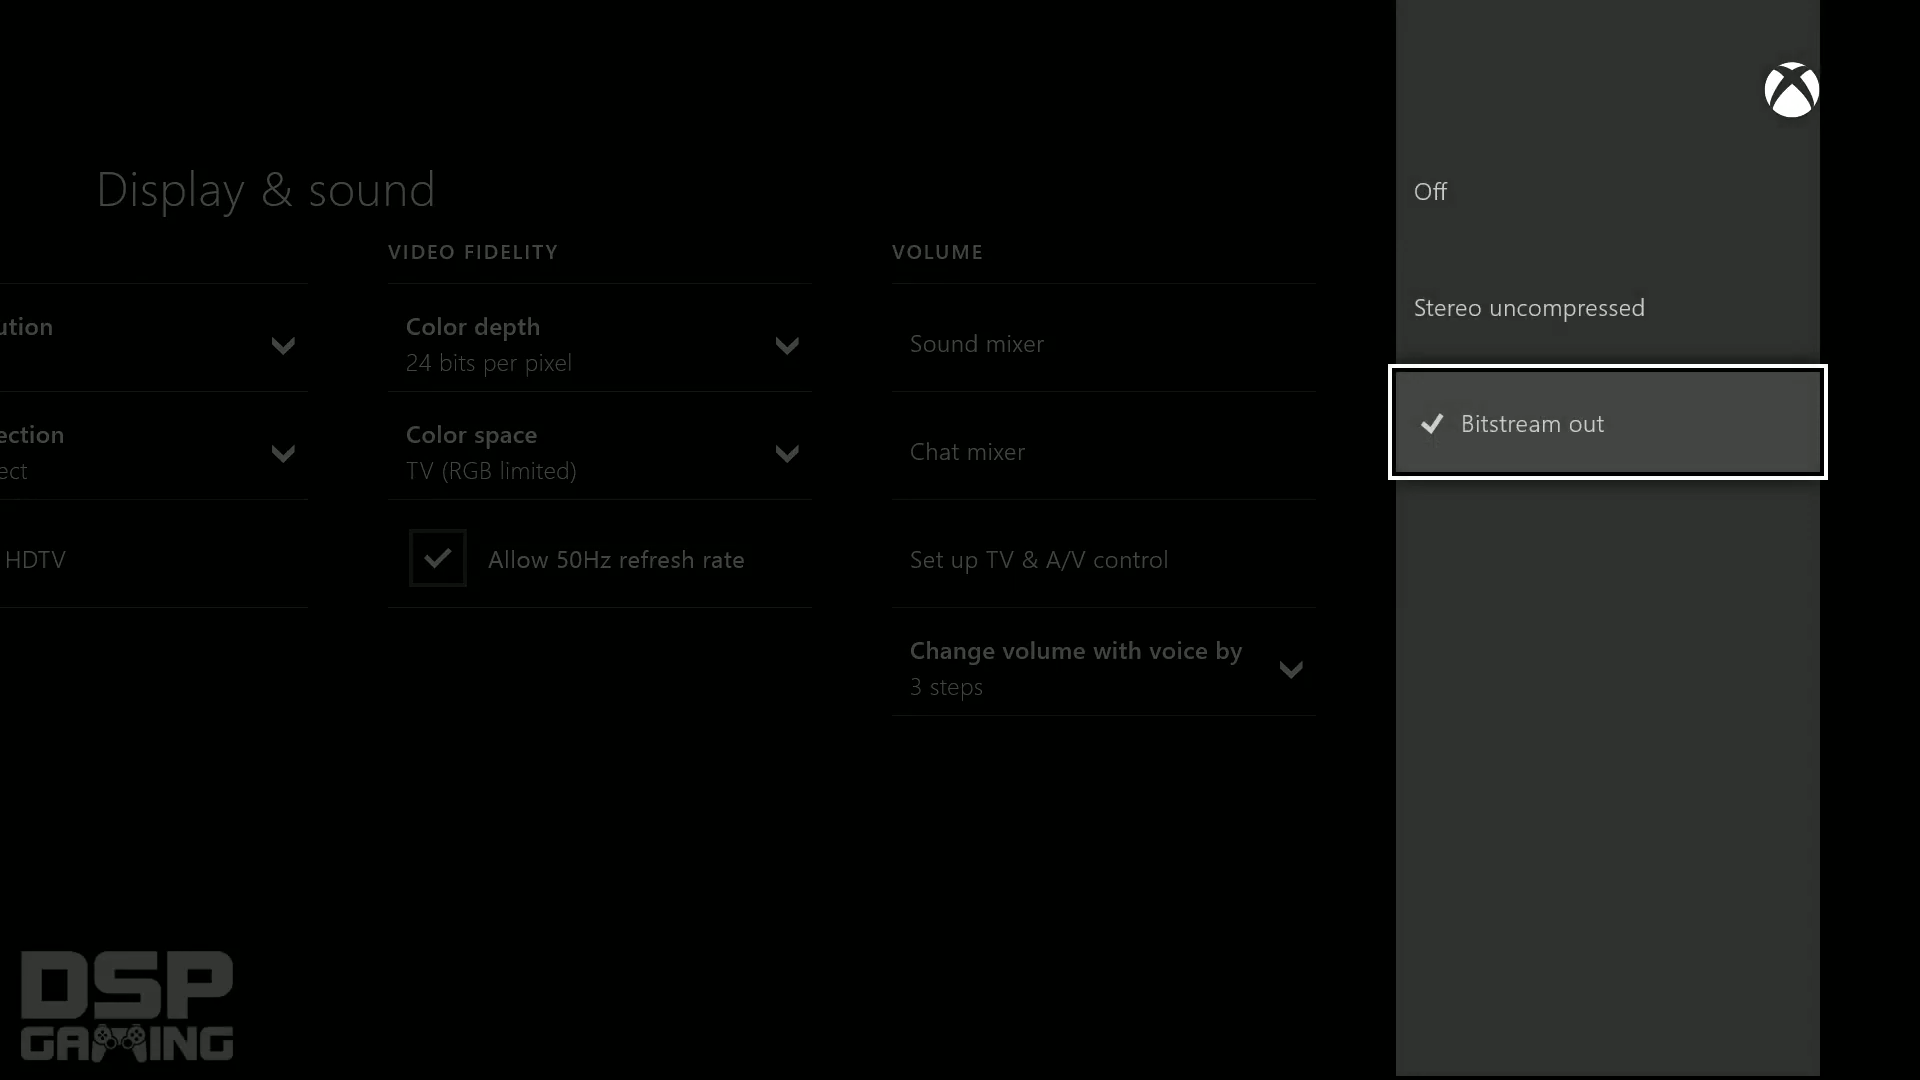 Display & sound
ution
ection
ect
HDTV
VIDEO FIDELITY
Color depth
24 bits per pixel
Color space
TV (RGB limited)
Allow 50Hz refresh rate
VOLUME
Sound mixer
Chat mixer
Set up TV & A/V control
Change volume with voice by
3 steps
Off
Stereo uncompressed
Bitstream out
DSP
GAMING